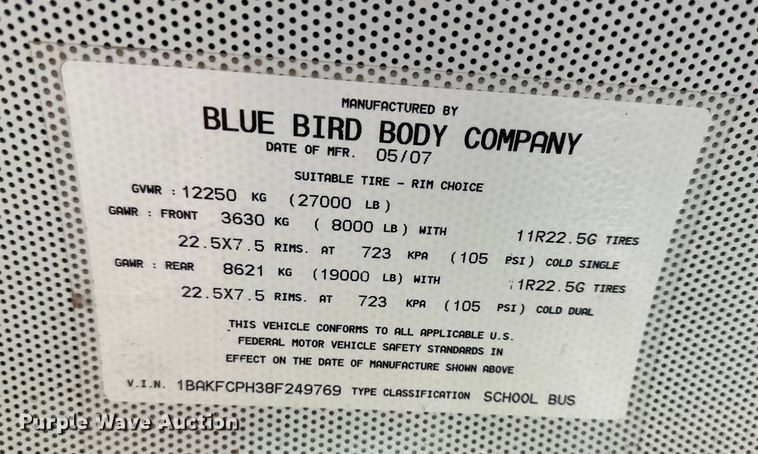 MANUFACTURED BY
BLUE BIRD BODY COMPANY
DATE OF MFR. 05/07
SUITABLE TIRE - RIM CHOICE
GVWR : 12250 KG (27000 LB)
GAWR : FRONT 3630 KG ( 8000 LB) WITH 11R22.5G TIRES
22.5X7.5 RIMS. AT 723 KPA (105 PSI) COLD SINGLE
GAWR : REAR 8621 KG (19000 LB) WITH 11R22.5G TIRES
22.5X7.5 RIMS. AT 723 KPA (105 PSI) COLD DUAL
THIS VEHICLE CONFORMS TO ALL APPLICABLE U.S.
FEDERAL MOTOR VEHICLE SAFETY STANDARDS IN
EFFECT ON THE DATE OF MANUFACTURE SHOWN ABOVE
V.I.N. 1BAKFCPH38F249769 TYPE CLASSIFICATION SCHOOL BUS
Purple Wave Auction